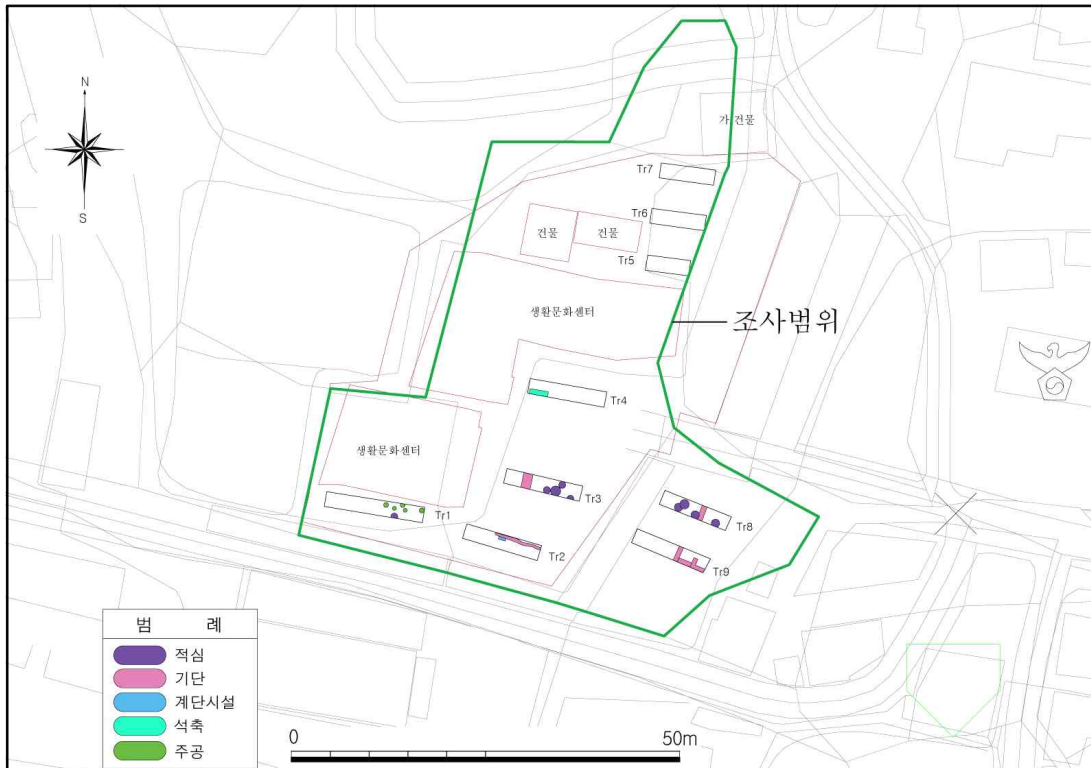 N
S
가 건물
Tr7
Tr6
건물 건물
Tr5
생활문화센터
조사범위
Tr4
생활문화센터
Tr3
Tr1
Tr8
Tr2
Tr9
범 례
적심
기단
계단시설
석축
주공
0 50m